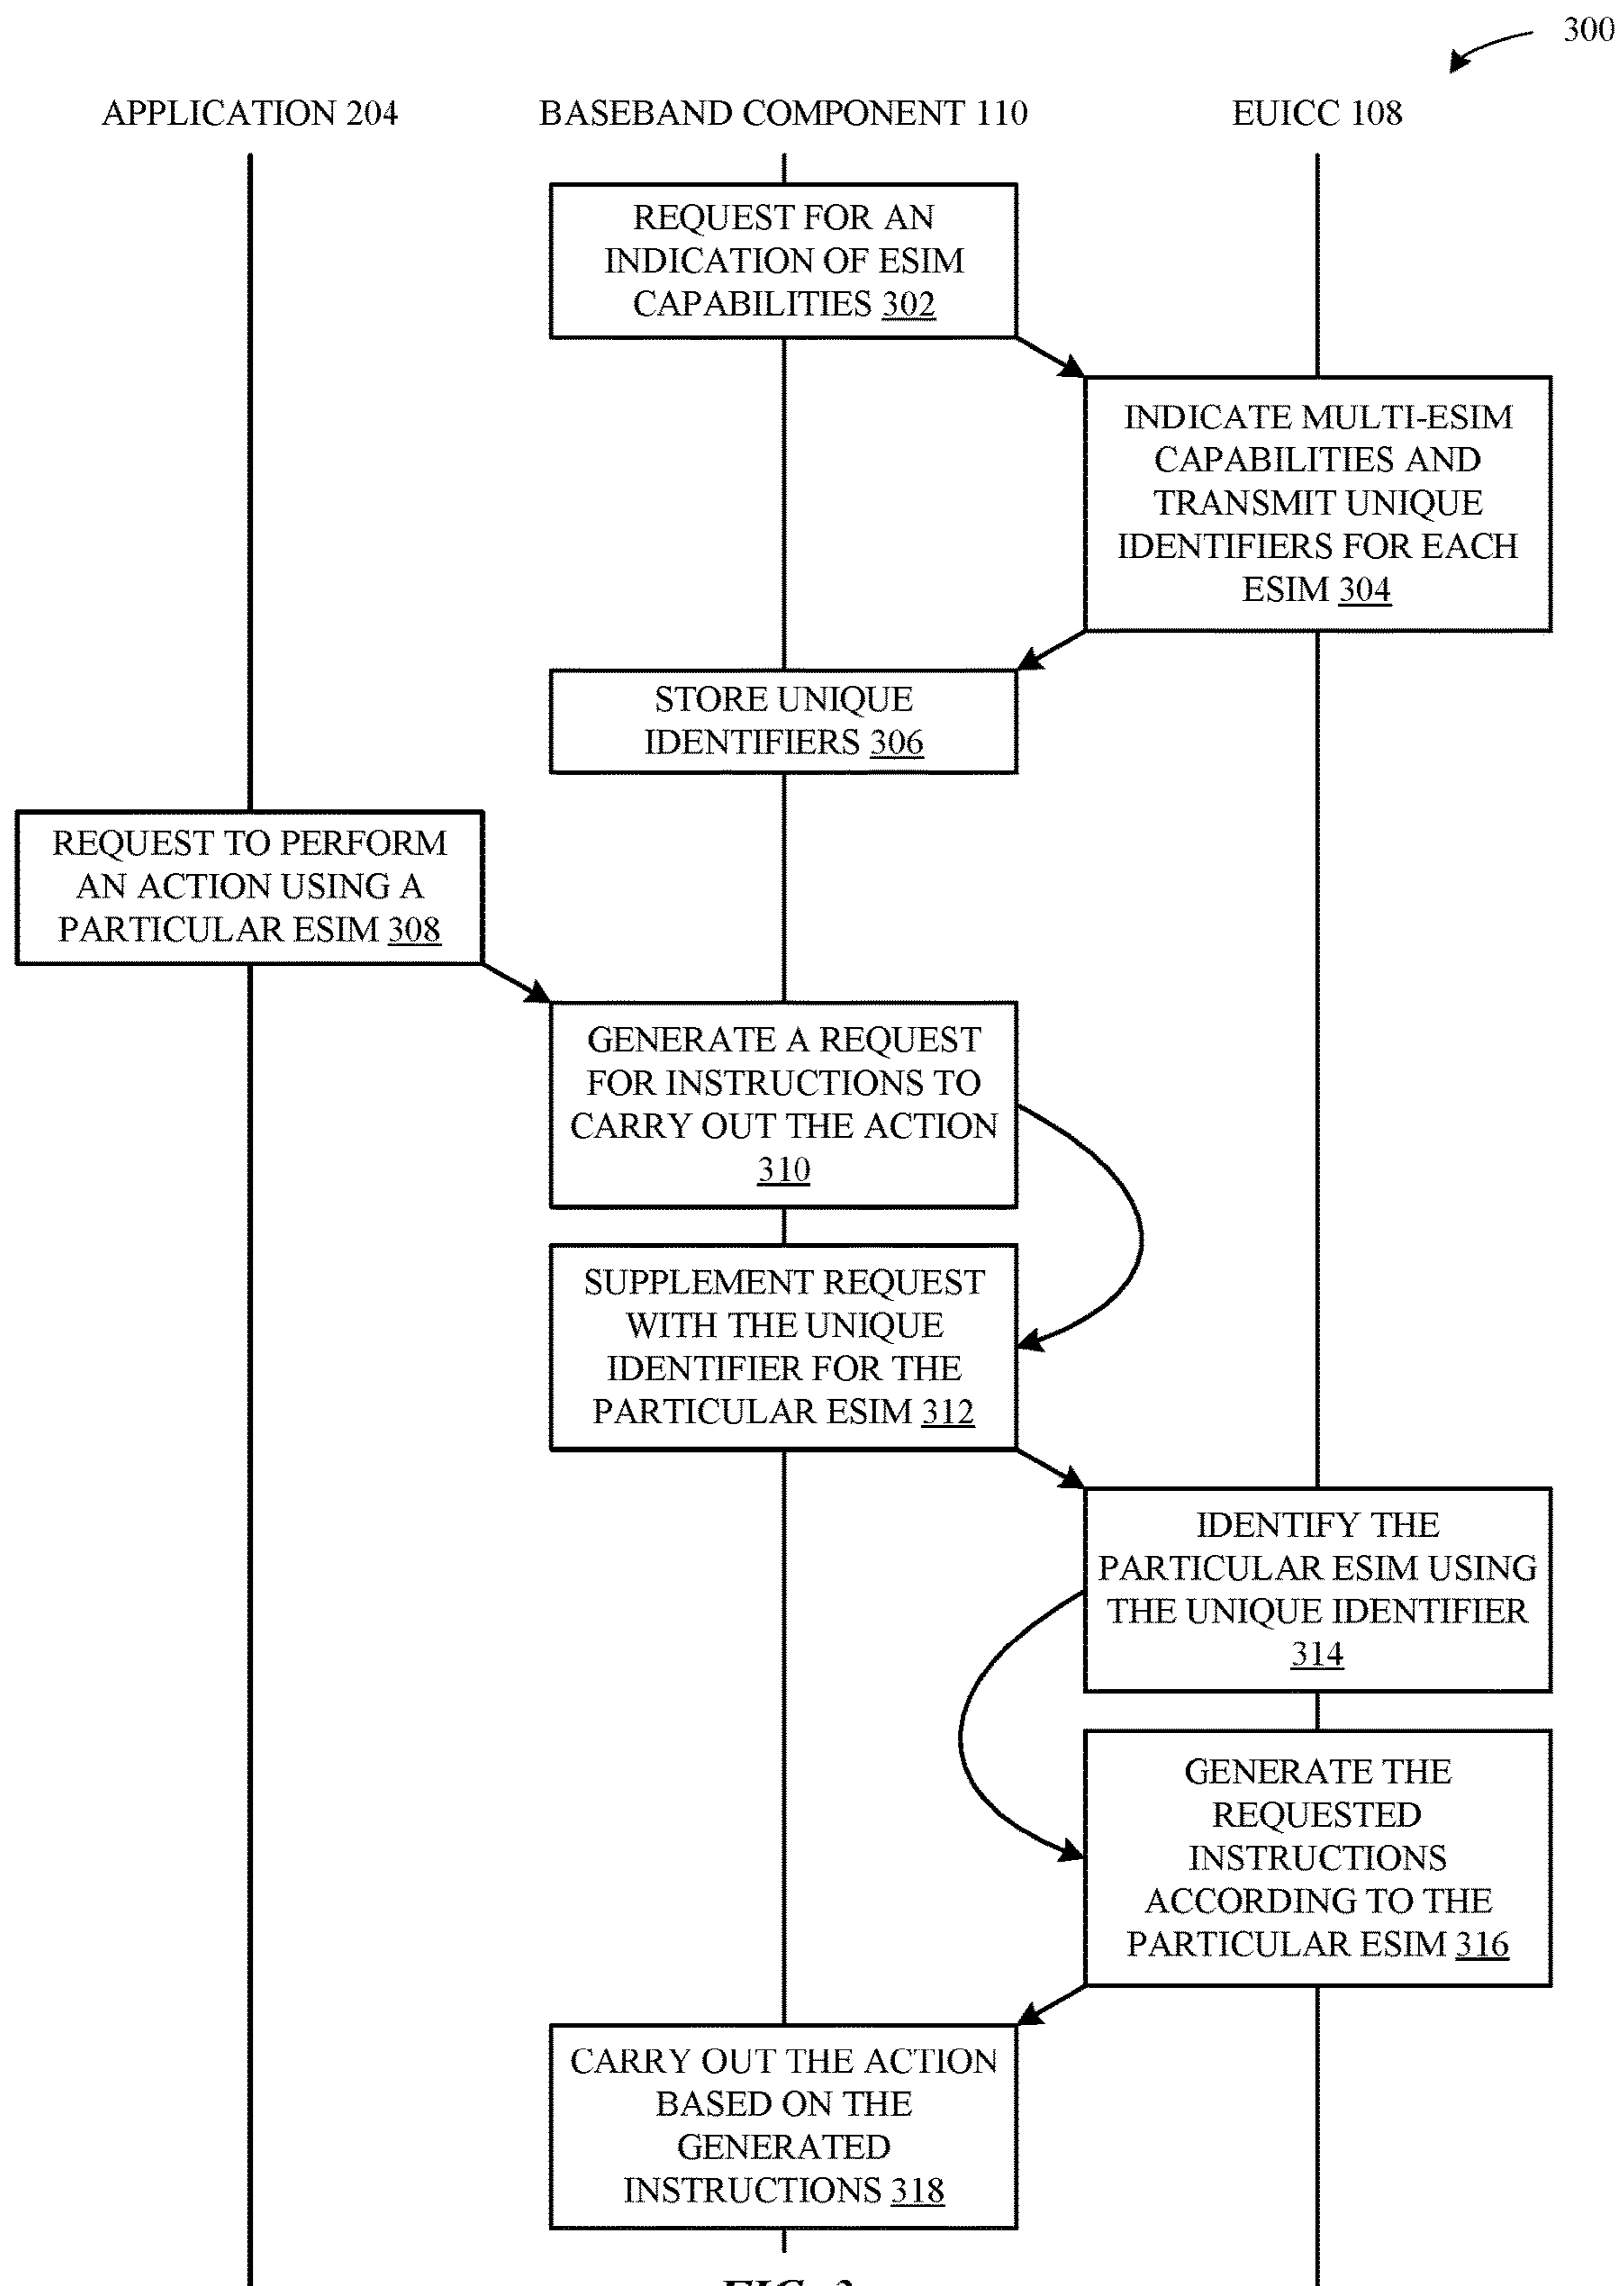 300
APPLICATION 204
BASEBAND COMPONENT 110
EUICC 108
REQUEST FOR AN
INDICATION OF ESIM
CAPABILITIES 302
INDICATE MULTI-ESIM
CAPABILITIES AND
TRANSMIT UNIQUE
IDENTIFIERS FOR EACH
ESIM 304
STORE UNIQUE
IDENTIFIERS 306
REQUEST TO PERFORM
AN ACTION USING A
PARTICULAR ESIM 308
GENERATE A REQUEST
FOR INSTRUCTIONS TO
CARRY OUT THE ACTION
310
SUPPLEMENT REQUEST
WITH THE UNIQUE
IDENTIFIER FOR THE
PARTICULAR ESIM 312
IDENTIFY THE
PARTICULAR ESIM USING
THE UNIQUE IDENTIFIER
314
GENERATE THE
REQUESTED
INSTRUCTIONS
ACCORDING TO THE
PARTICULAR ESIM 316
CARRY OUT THE ACTION
BASED ON THE
GENERATED
INSTRUCTIONS 318